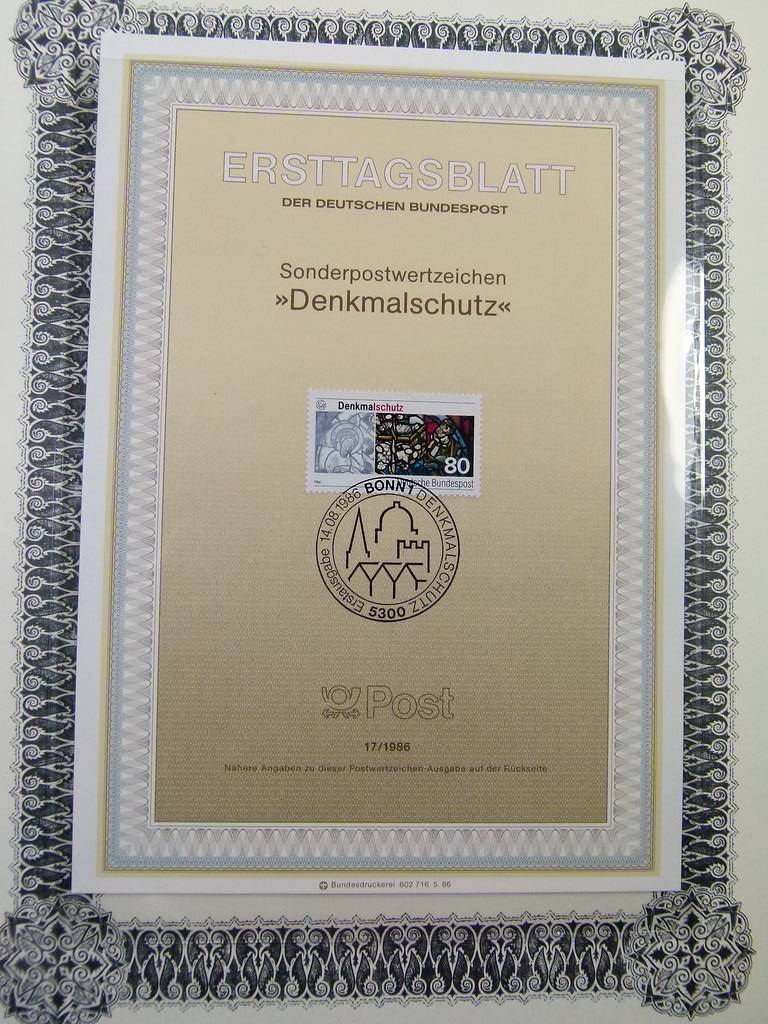 ERSTTAGSBLATT
DER DEUTSCHEN BUNDESPOST
Sonderpostwertzeichen
»Denkmalschutz«
Denkmalschutz
80
sche Bundespost
Erstausgabe 14.08.1986 BONN 1 DENKMALSCHUTZ
5300
Post
17/1986
Nähere Angaben zu dieser Postwertzeichen-Ausgabe auf der Rückseite
Bundesdruckerei 602 716 5 86